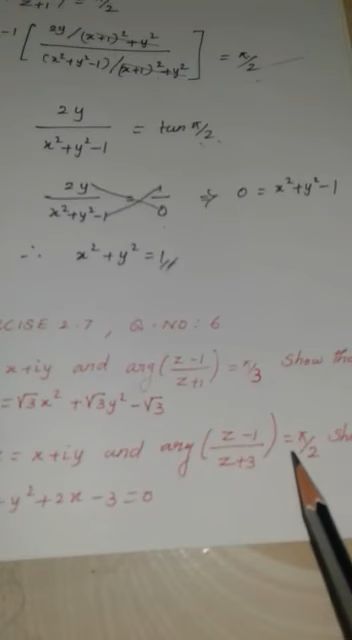 z+1) = π/2
-1 [ 2y/(x+1)²+y² / (x²+y²-1)/(x+1)²+y² ] = π/2
2y / x²+y²-1 = tan π/2
2y / x²+y²-1 = 1/0 ⇒ 0 = x²+y²-1
∴ x²+y² = 1//
CISE 2.7, Q.NO: 6
x+iy and arg(z-1 / z+1) = π/3 Show tha
= √3x² + √3y² - √3
z = x+iy and arg(z-1 / z+3) = π/2 Sh
y²+2x-3=0